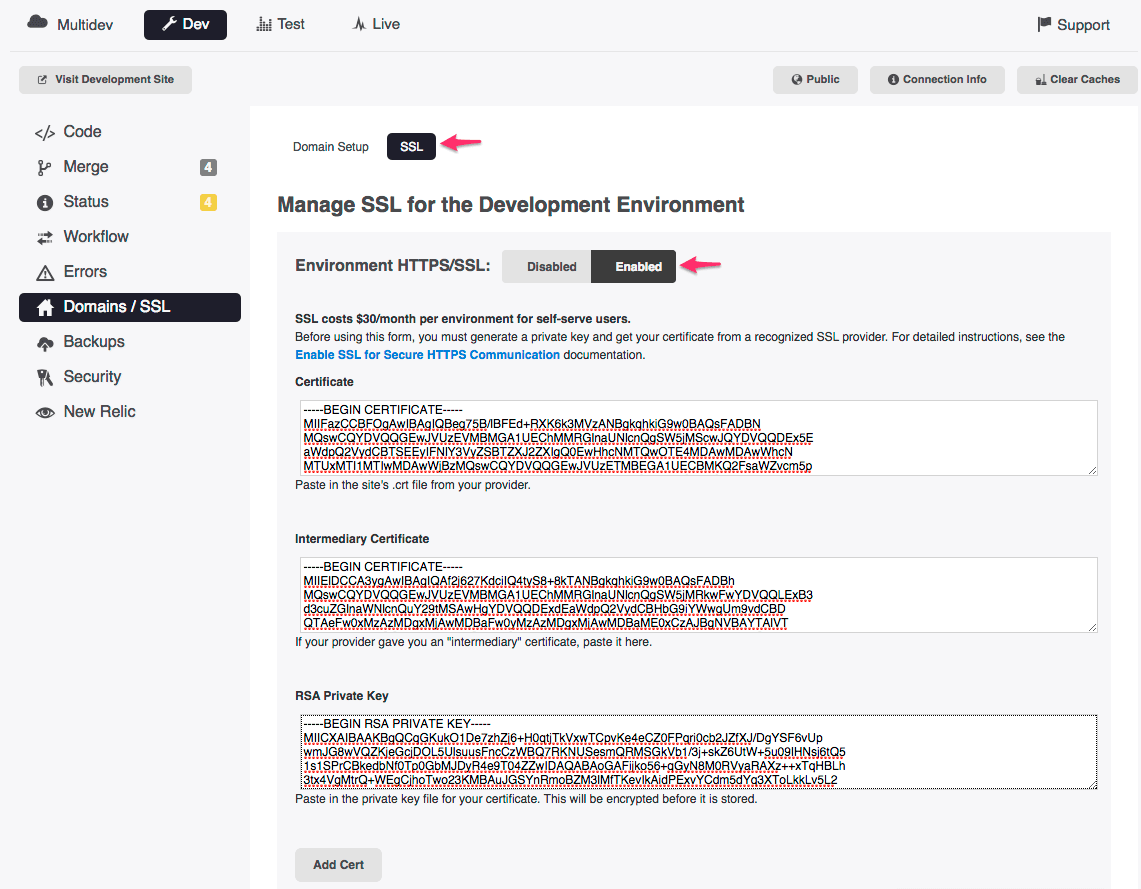 Multidev
Dev
Test
Live
Support
Visit Development Site
Public
Connection Info
Clear Caches
</> Code
Merge 4
Status 4
Workflow
Errors
Domains / SSL
Backups
Security
New Relic
Domain Setup
SSL
Manage SSL for the Development Environment
Environment HTTPS/SSL: Disabled Enabled
SSL costs $30/month per environment for self-serve users.
Before using this form, you must generate a private key and get your certificate from a recognized SSL provider. For detailed instructions, see the
Enable SSL for Secure HTTPS Communication documentation.
Certificate
-----BEGIN CERTIFICATE-----
MIIFazCCBFOgAwIBAgIQBeg75B/lBFEd+RXK6k3MVzANBgkqhkiG9w0BAQsFADBN
MQswCQYDVQQGEwJVUzEVMBMGA1UEChMMRGlnaUNlcnQgSW5jMScwJQYDVQQDEx5E
aWdpQ2VydCBTSEEyIFNlY3VyZSBTZXJ2ZXIgQ0EwHhcNMTQwOTE4MDAwMDAwWhcN
MTUxMTI1MTIwMDAwWjBzMQswCQYDVQQGEwJVUzETMBEGA1UECBMKQ2FsaWZvcm5p
Paste in the site's .crt file from your provider.
Intermediary Certificate
-----BEGIN CERTIFICATE-----
MIIElDCCA3ygAwIBAgIQAf2j627KdciIQ4tyS8+8kTANBgkqhkiG9w0BAQsFADBh
MQswCQYDVQQGEwJVUzEVMBMGA1UEChMMRGlnaUNlcnQgSW5jMRkwFwYDVQQLExB3
d3cuZGlnaWNlcnQuY29tMSAwHgYDVQQDExdEaWdpQ2VydCBHbG9iYWwgUm9vdCBD
QTAeFw0xMzAzMDgxMjAwMDBaFw0yMzAzMDgxMjAwMDBaME0xCzAJBgNVBAYTAlVT
If your provider gave you an "intermediary" certificate, paste it here.
RSA Private Key
-----BEGIN RSA PRIVATE KEY-----
MIICXAIBAAKBgQCqGKukO1De7zhZj6+H0qtjTkVxwTCpvKe4eCZ0FPqri0cb2JZfXJ/DgYSF6vUp
wmJG8wVQZKjeGcjDOL5UlsuusFncCzWBQ7RKNUSesmQRMSGkVb1/3j+skZ6UtW+5u09lHNsj6tQ5
1s1SPrCBkedbNf0Tp0GbMJDyR4e9T04ZZwIDAQABAoGAFijko56+qGyN8M0RVyaRAXz++xTqHBLh
3tx4VgMtrQ+WEgCjhoTwo23KMBAuJGSYnRmoBZM3lMfTKevIkAidPExvYCdm5dYq3XToLkkLv5L2
Paste in the private key file for your certificate. This will be encrypted before it is stored.
Add Cert